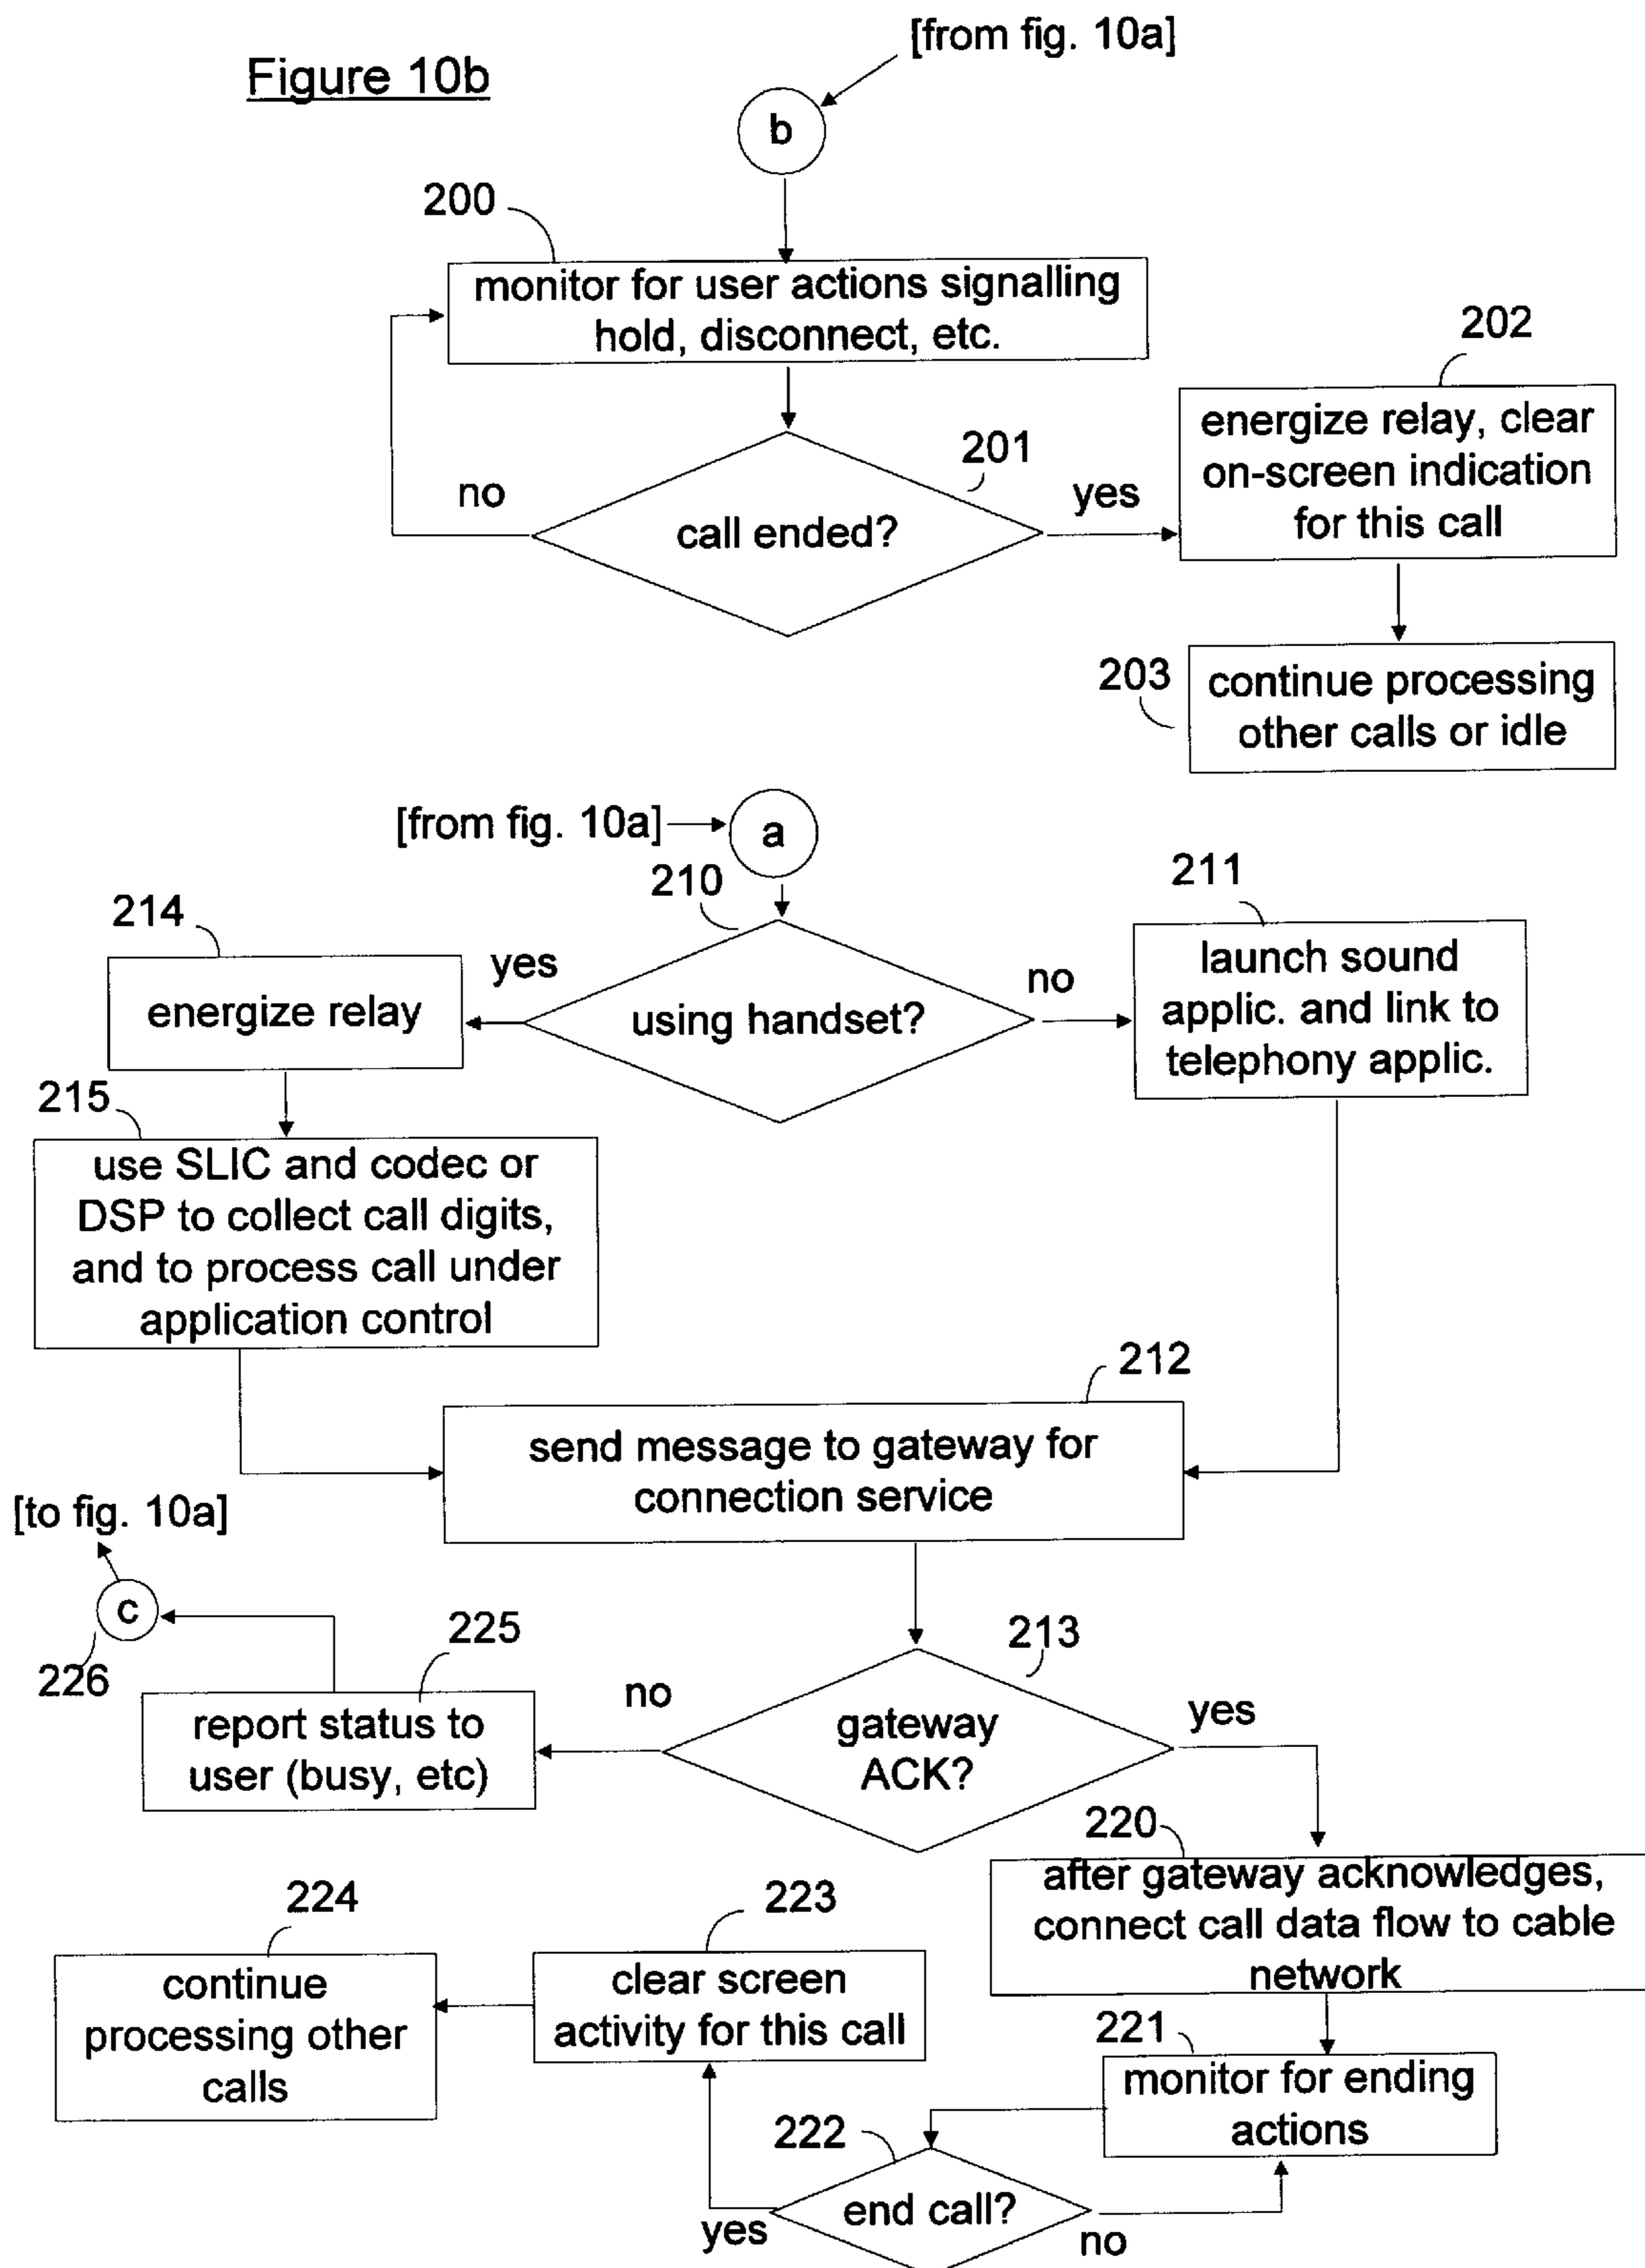 [from fig. 10a]
Figure 10b
b
200
monitor for user actions signalling
hold, disconnect, etc.
202
energize relay, clear
on-screen indication
for this call
201
no
yes
call ended?
203
continue processing
other calls or idle
[from fig. 10a]
a
210
211
214
yes
no
launch sound
applic. and link to
telephony applic.
energize relay
using handset?
215
use SLIC and codec or
DSP to collect call digits,
and to process call under
application control
212
send message to gateway for
connection service
[to fig. 10a]
c
226
225
213
no
yes
report status to
user (busy, etc)
gateway
ACK?
220
after gateway acknowledges,
connect call data flow to cable
network
224
223
continue
processing other
calls
clear screen
activity for this call
221
monitor for ending
actions
222
end call?
yes
no